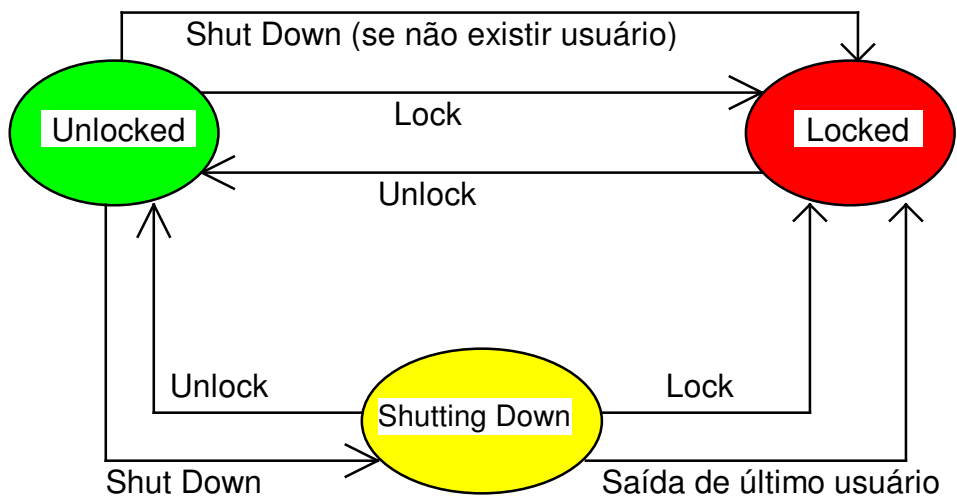 Shut Down (se não existir usuário)
Lock
Unlocked
Locked
Unlock
Unlock
Lock
Shutting Down
Shut Down
Saída de último usuário